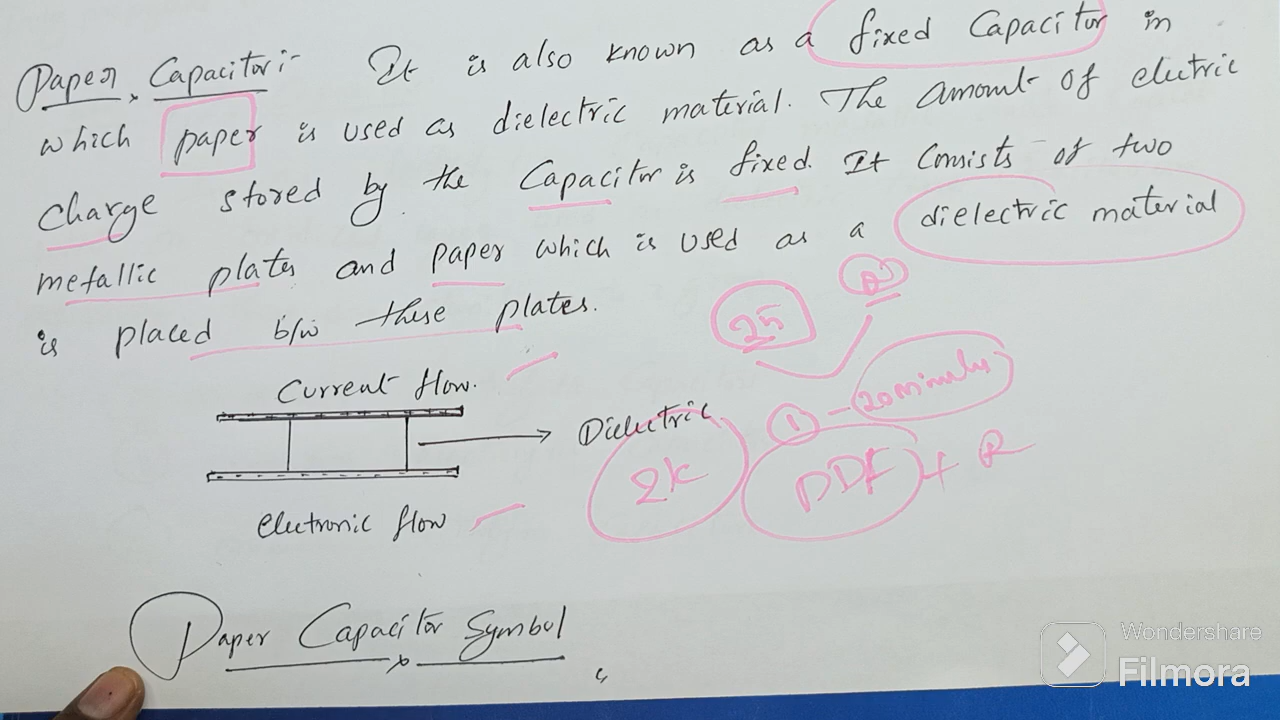 Paper Capacitor:- It is also known as a fixed Capacitor in
which paper is used as dielectric material. The amount of electric
charge stored by the Capacitor is fixed. It consists of two
metallic plates and paper which is used as a dielectric material
is placed b/w these plates.
25
Current flow.
1 - 20 minutes
Dielectric
2K PDF + R
electronic flow
Paper Capacitor Symbol
Wondershare
Filmora